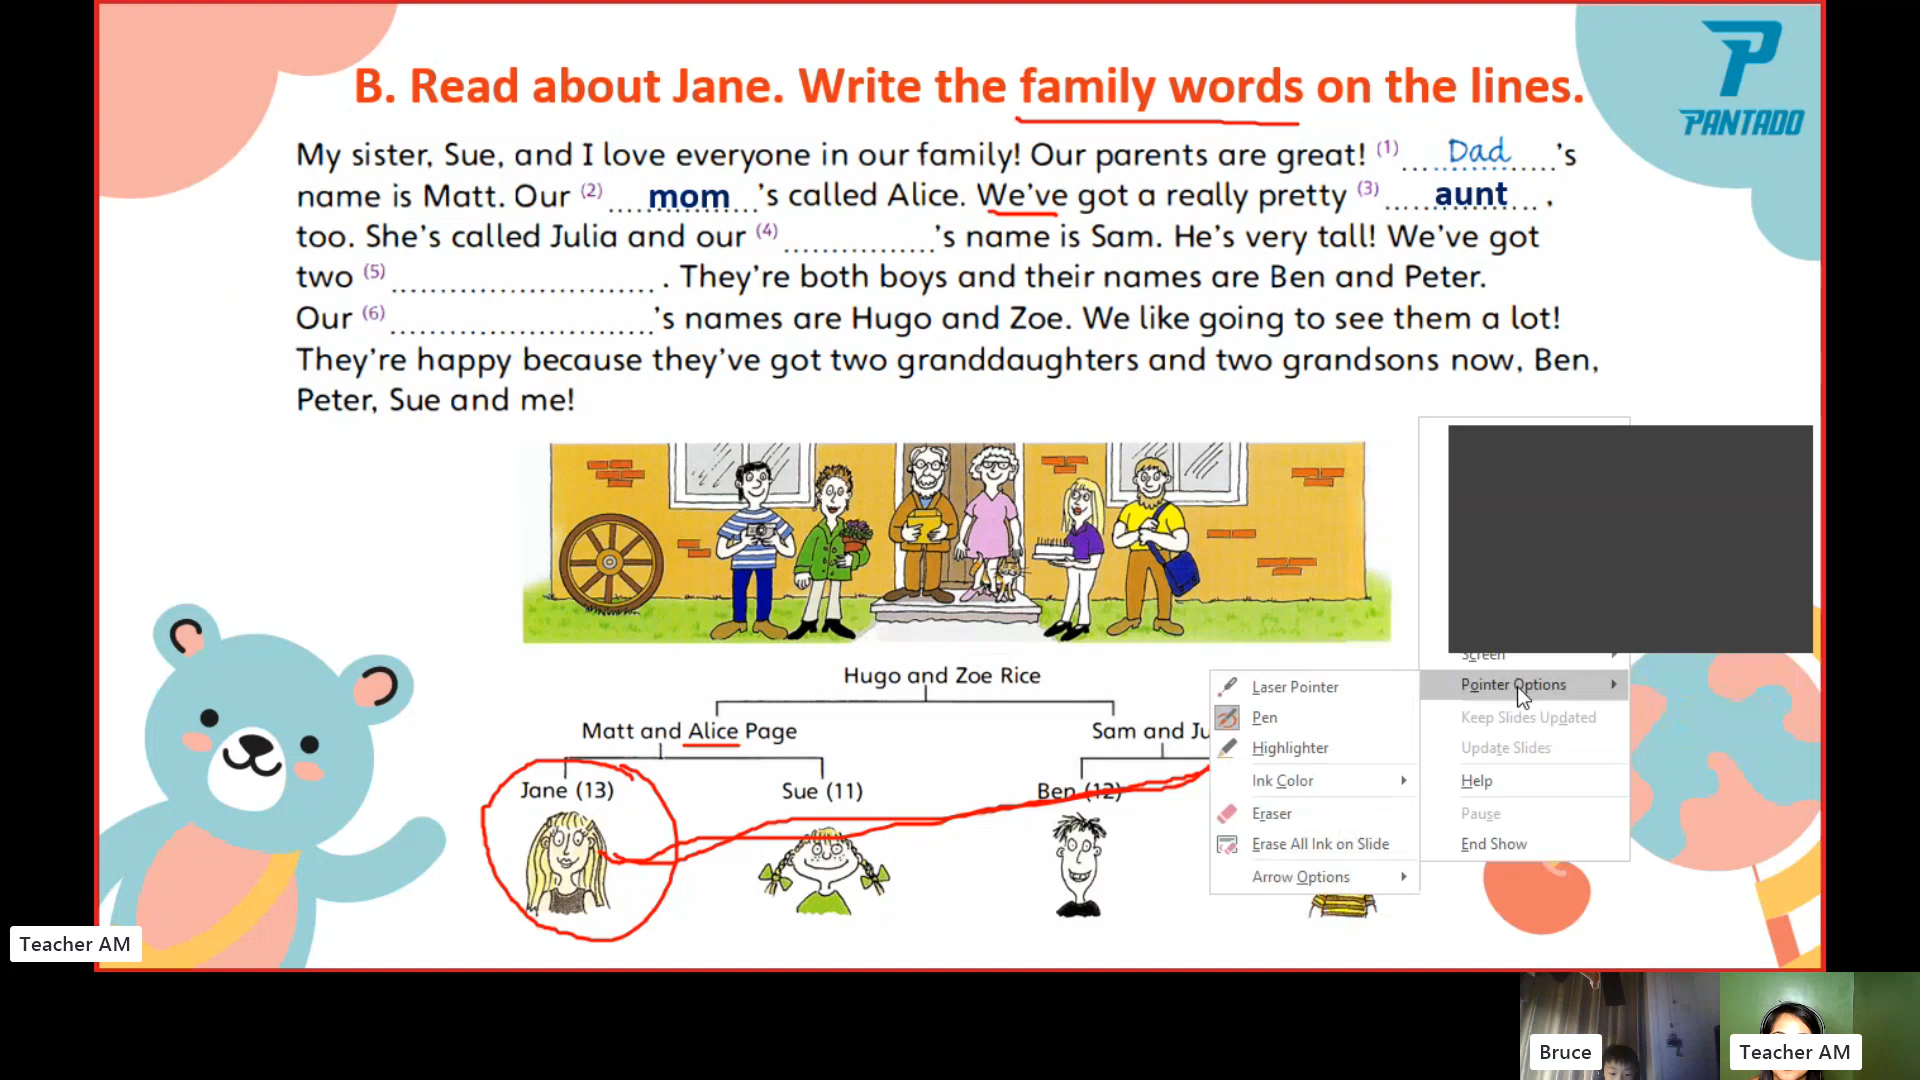 B. Read about Jane. Write the family words on the lines.
PANTADO
My sister, Sue, and I love everyone in our family! Our parents are great! (1) Dad 's
name is Matt. Our (2) mom 's called Alice. We've got a really pretty (3) aunt ,
too. She's called Julia and our (4) ............... 's name is Sam. He's very tall! We've got
two (5) .......................... . They're both boys and their names are Ben and Peter.
Our (6) .......................... 's names are Hugo and Zoe. We like going to see them a lot!
They're happy because they've got two granddaughters and two grandsons now, Ben,
Peter, Sue and me!
Hugo and Zoe Rice
Matt and Alice Page
Sam and
Jane (13)
Sue (11)
Ben (12)
Screen
Pointer Options
Keep Slides Updated
Update Slides
Help
Pause
End Show
Laser Pointer
Pen
Highlighter
Ink Color
Eraser
Erase All Ink on Slide
Arrow Options
Teacher AM
Bruce
Teacher AM